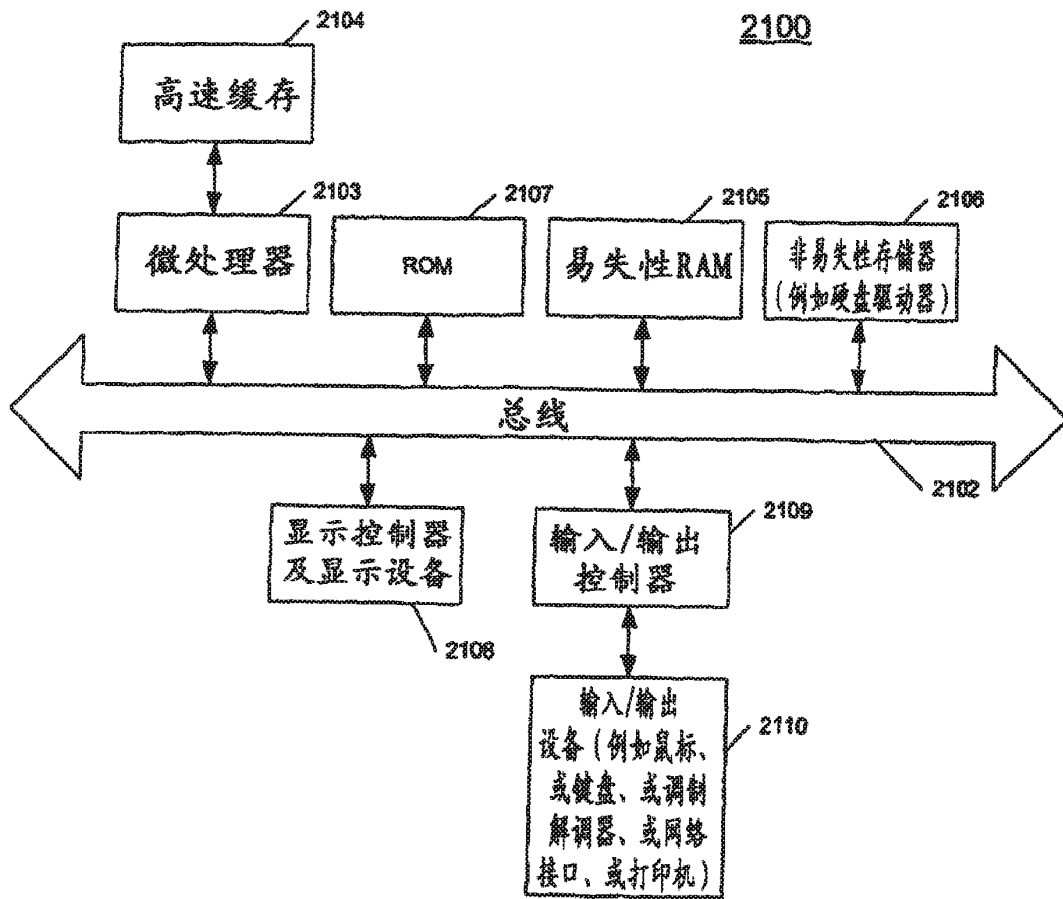 2100
2104
高速缓存
2103
微处理器
2107
ROM
2105
易失性RAM
2106
非易失性存储器
(例如硬盘驱动器)
总线
2102
显示控制器
及显示设备
2108
2109
输入/输出
控制器
2110
输入/输出
设备(例如鼠标、
或键盘、或调制
解调器、或网络
接口、或打印机)